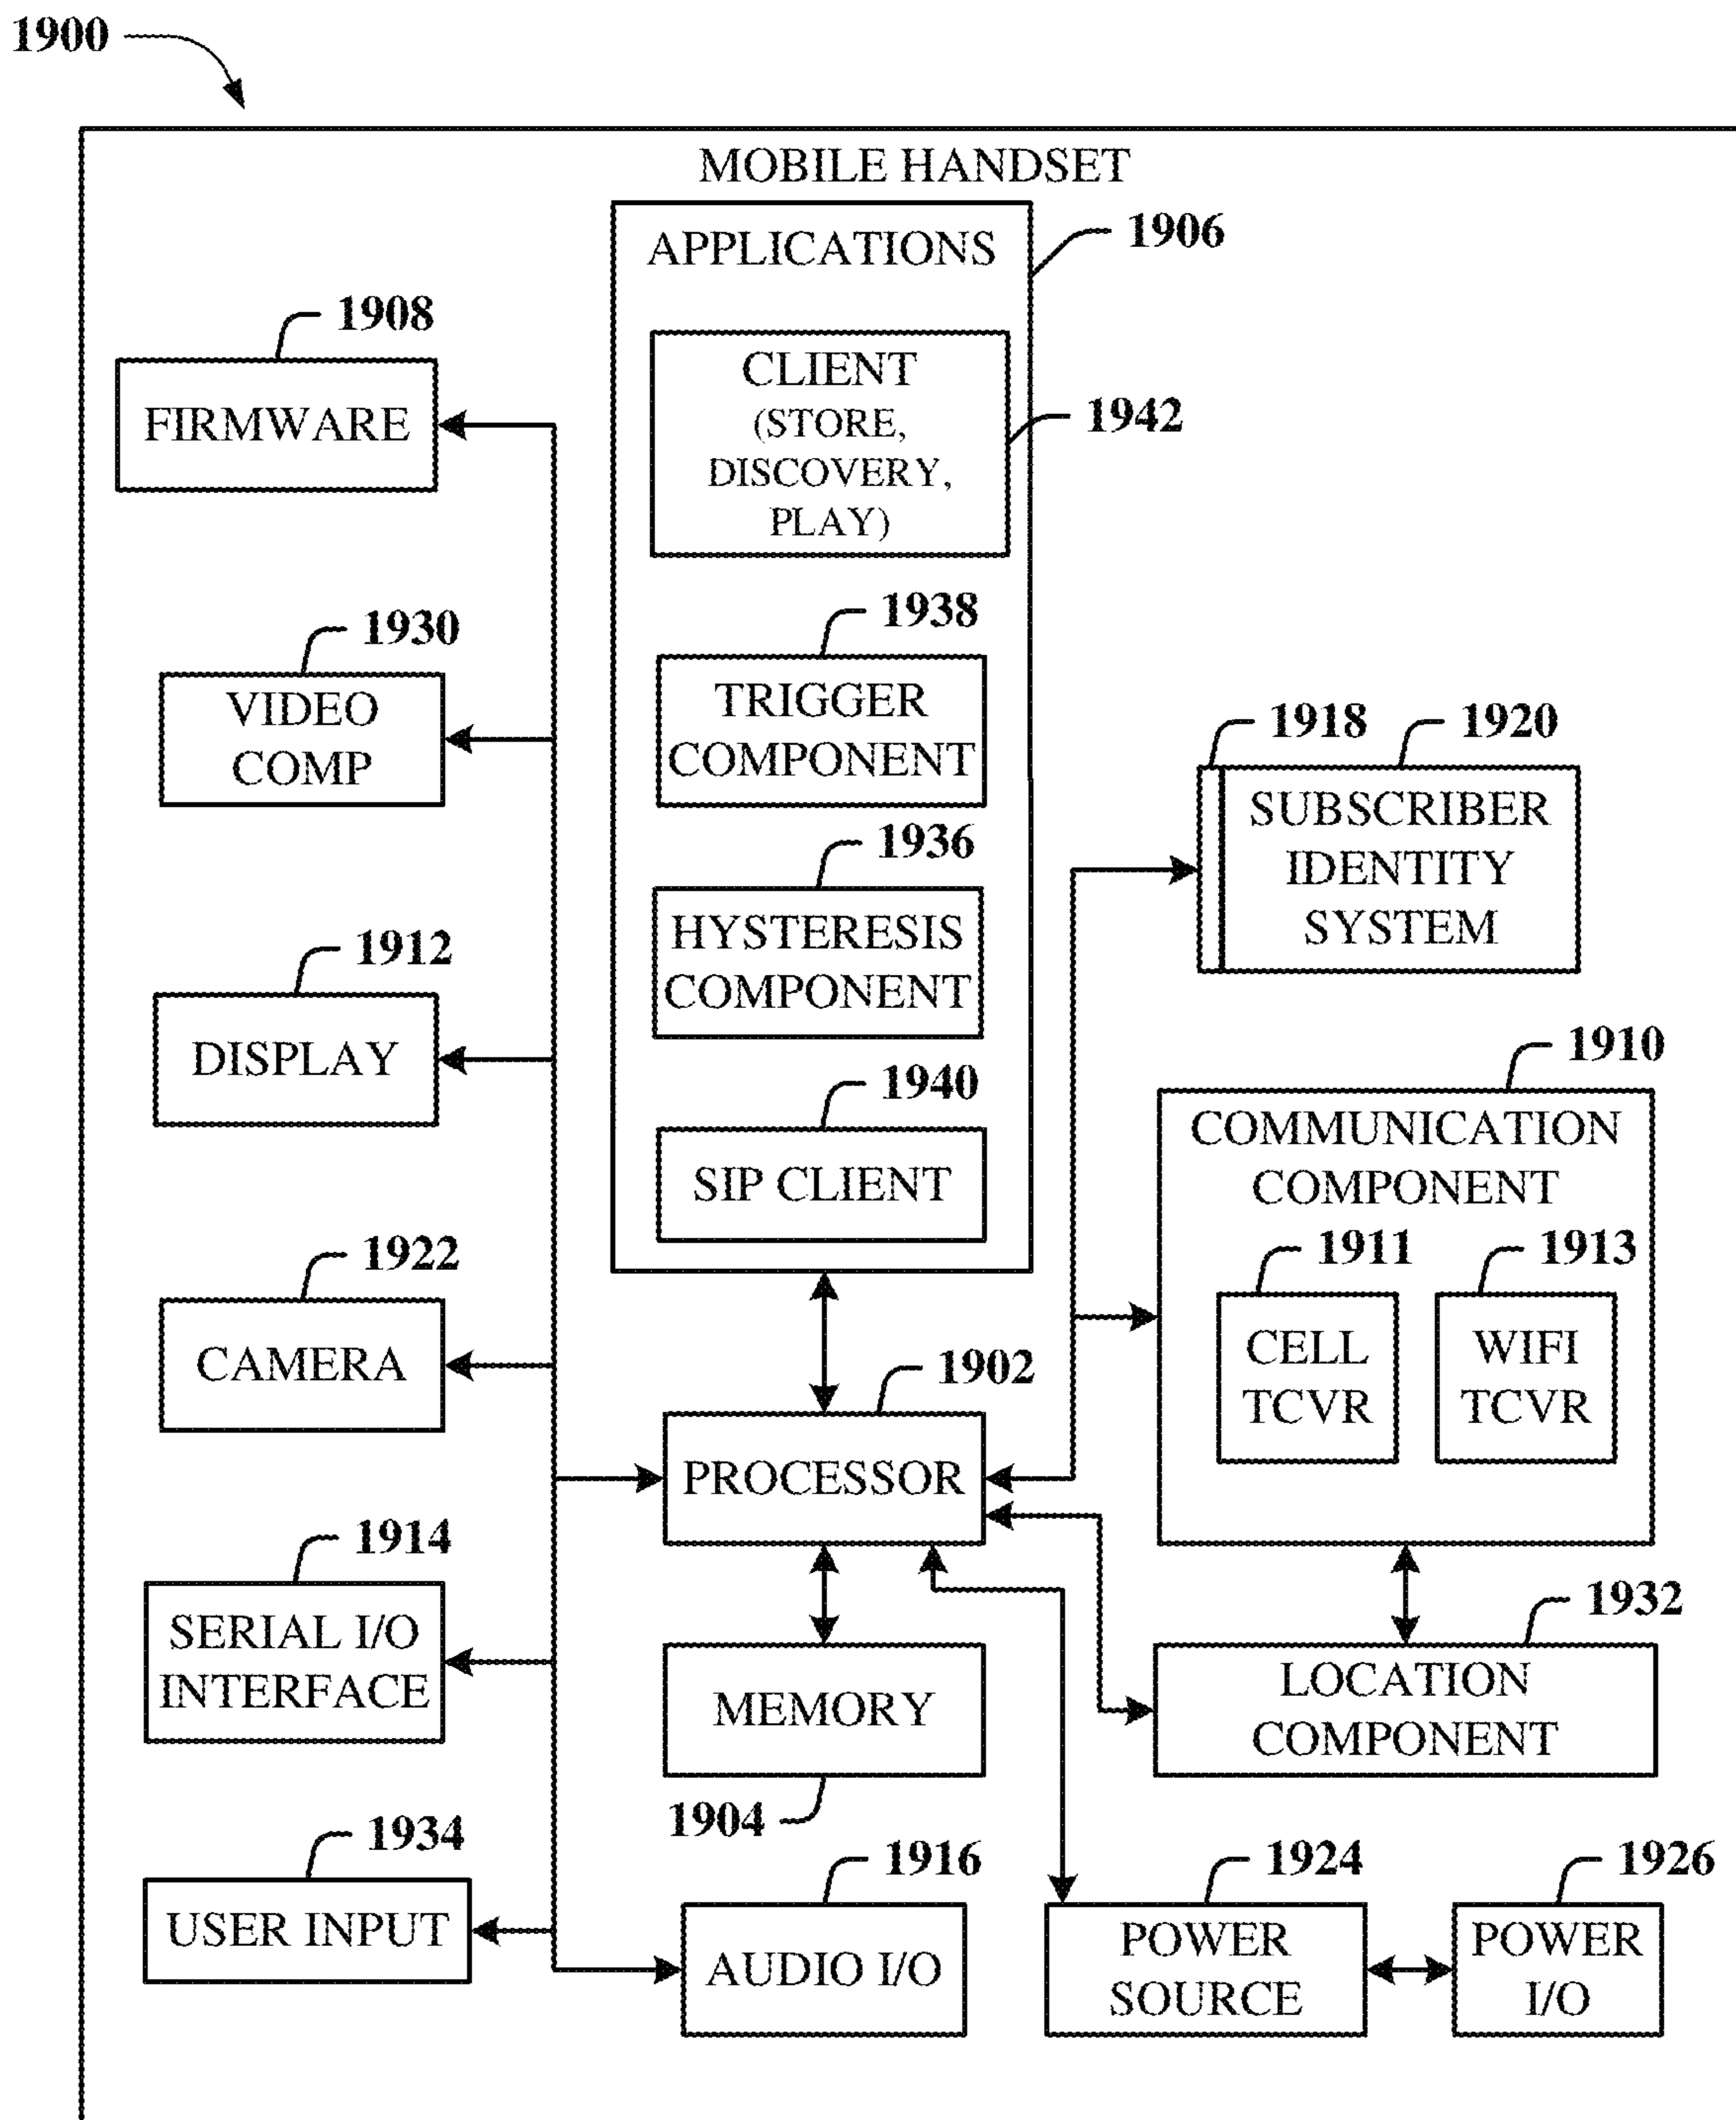 1900
MOBILE HANDSET
APPLICATIONS
1906
CLIENT
(STORE,
DISCOVERY,
PLAY)
1942
1938
TRIGGER
COMPONENT
1936
HYSTERESIS
COMPONENT
1940
SIP CLIENT
1908
FIRMWARE
1930
VIDEO
COMP
1912
DISPLAY
1922
CAMERA
1914
SERIAL I/O
INTERFACE
1934
USER INPUT
1902
PROCESSOR
MEMORY
1904
1916
AUDIO I/O
1918
1920
SUBSCRIBER
IDENTITY
SYSTEM
1910
COMMUNICATION
COMPONENT
1911
CELL
TCVR
1913
WIFI
TCVR
1932
LOCATION
COMPONENT
1924
POWER
SOURCE
1926
POWER
I/O